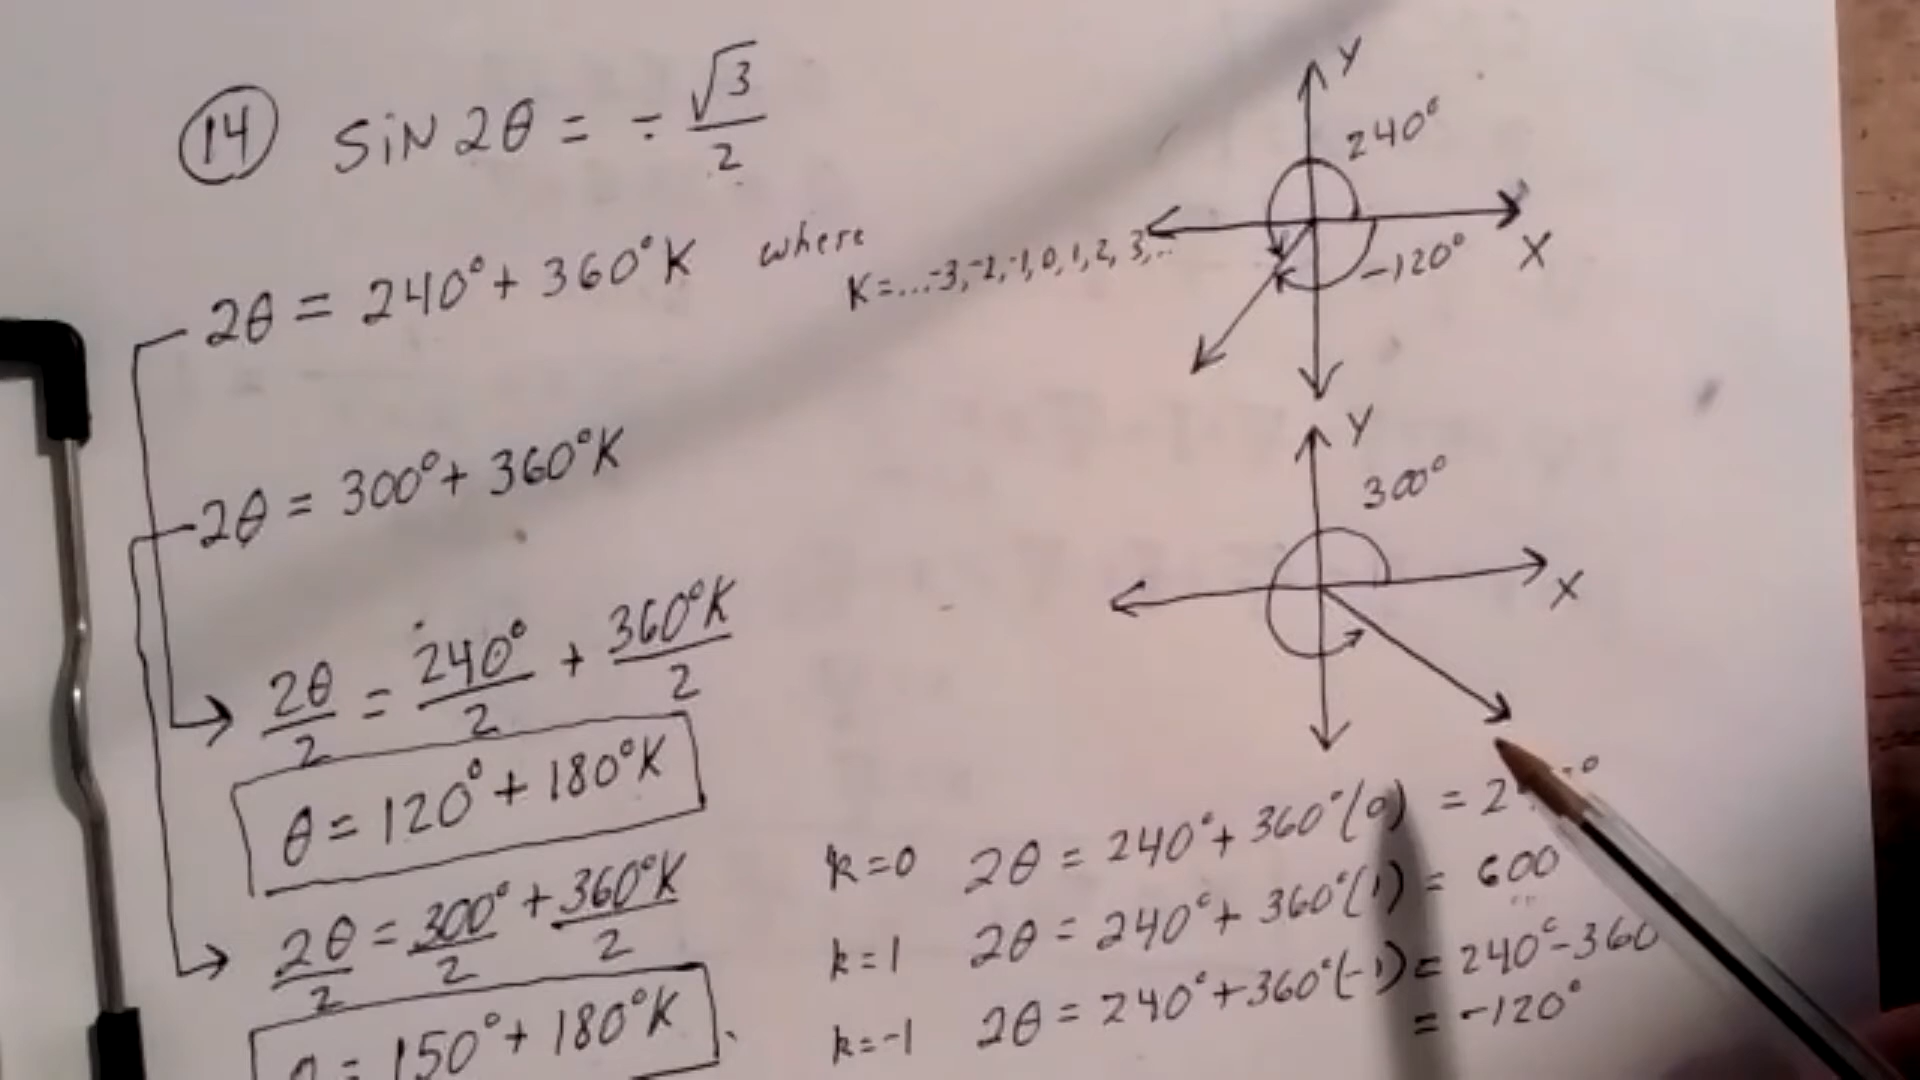 14 SiN 2θ = - √3/2
2θ = 240° + 360°K where
K = ...-3,-2,-1,0,1,2,3,...
2θ = 300° + 360°K
2θ/2 = 240°/2 + 360°K/2
θ = 120° + 180°K
2θ/2 = 300°/2 + 360°K/2
= 150° + 180°K
Y
240°
X
-120°
Y
300°
X
k=0 2θ = 240° + 360°(0) =
k=1 2θ = 240° + 360°(1) = 600
k=-1 2θ = 240° + 360°(-1) = 240° - 360
= -120°